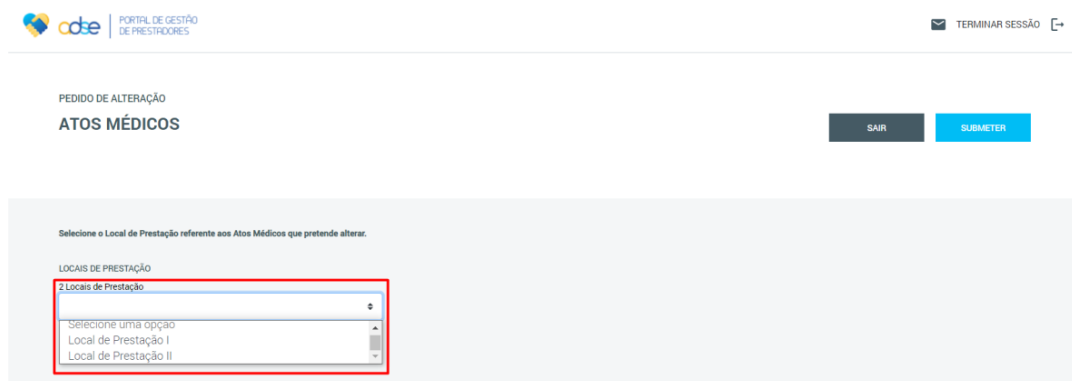 adse
PORTAL DE GESTÃO
DE PRESTADORES
TERMINAR SESSÃO
PEDIDO DE ALTERAÇÃO
ATOS MÉDICOS
SAIR
SUBMETER
Selecione o Local de Prestação referente aos Atos Médicos que pretende alterar.
LOCAIS DE PRESTAÇÃO
2 Locais de Prestação
Selecione uma opção
Local de Prestação I
Local de Prestação II